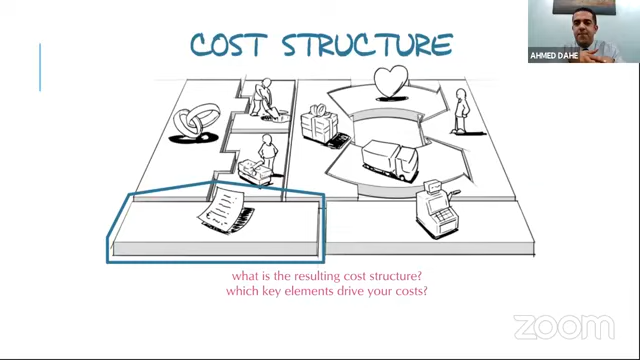 COST STRUCTURE
AHMED DAHE
what is the resulting cost structure?
which key elements drive your costs?
zoom